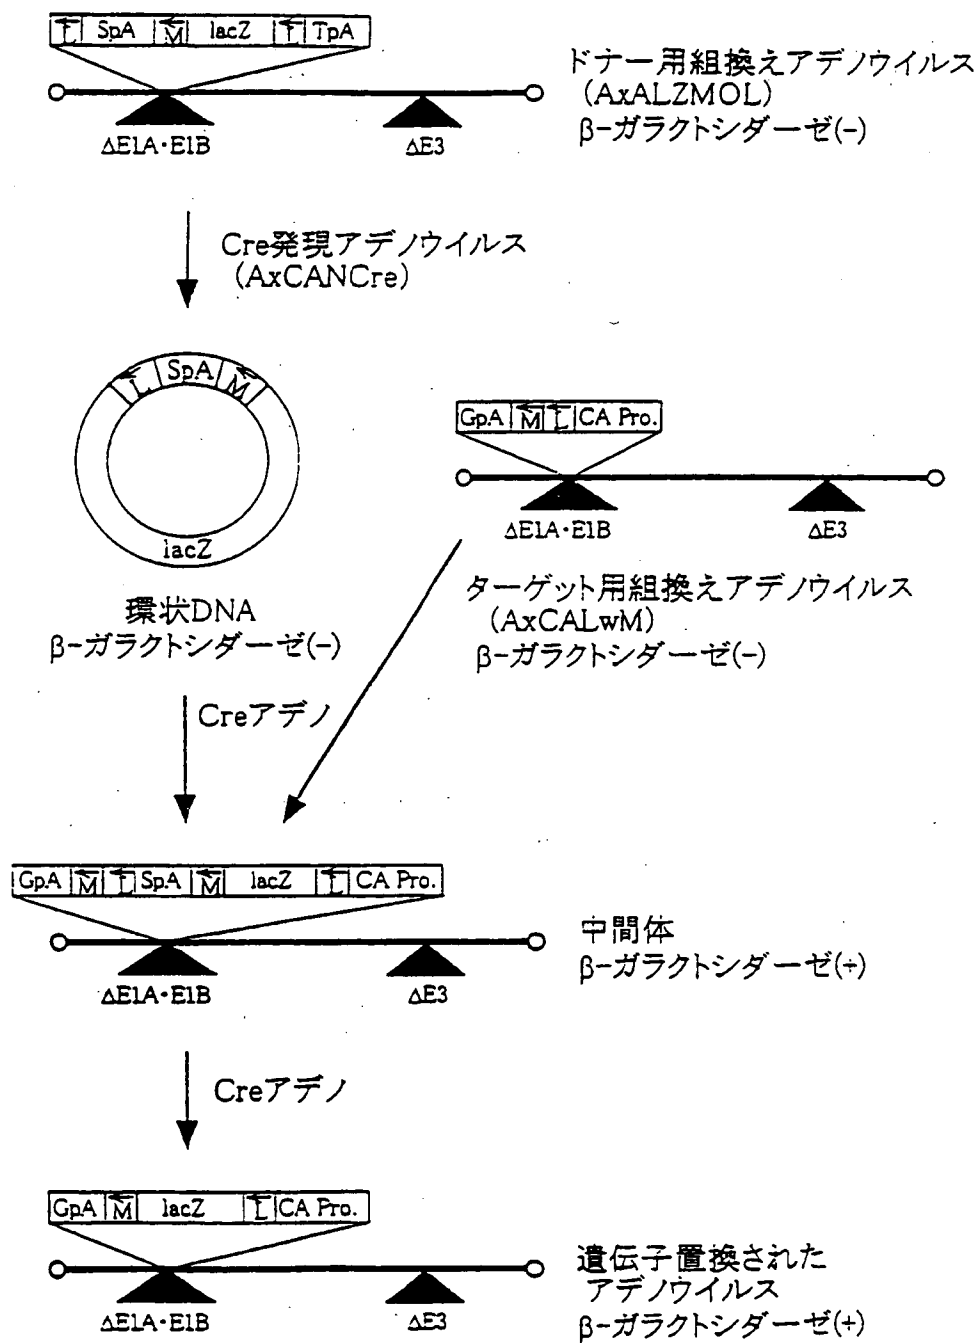 L SpA M lacZ L TpA
ドナー用組換えアデノウイルス
(AxALZMOL)
β-ガラクトシダーゼ(-)
ΔE1A・E1B
ΔE3
Cre発現アデノウイルス
(AxCANCre)
L SpA M
lacZ
環状DNA
β-ガラクトシダーゼ(-)
GpA M L CA Pro.
ΔE1A・E1B
ΔE3
ターゲット用組換えアデノウイルス
(AxCALwM)
β-ガラクトシダーゼ(-)
Creアデノ
GpA M L SpA M lacZ L CA Pro.
中間体
β-ガラクトシダーゼ(+)
ΔE1A・E1B
ΔE3
Creアデノ
GpA M lacZ L CA Pro.
遺伝子置換された
アデノウイルス
β-ガラクトシダーゼ(+)
ΔE1A・E1B
ΔE3